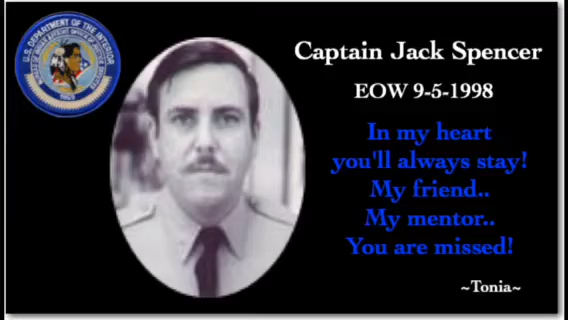 U.S. DEPARTMENT OF THE INTERIOR
Captain Jack Spencer
EOW 9-5-1998
In my heart
you'll always stay!
My friend..
My mentor..
You are missed!
~Tonia~